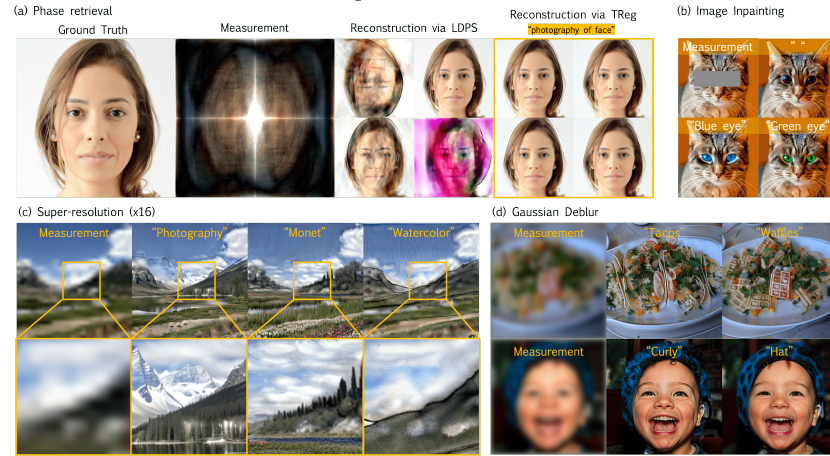 (a) Phase retrieval
Ground Truth
Measurement
Reconstruction via LDPS
Reconstruction via TReg
"photography of face"
(b) Image Inpainting
Measurement
" "
"Blue eye"
"Green eye"
(c) Super-resolution (x16)
Measurement
"Photography"
"Monet"
"Watercolor"
(d) Gaussian Deblur
Measurement
"Tacos"
"Waffles"
Measurement
"Curly"
"Hat"